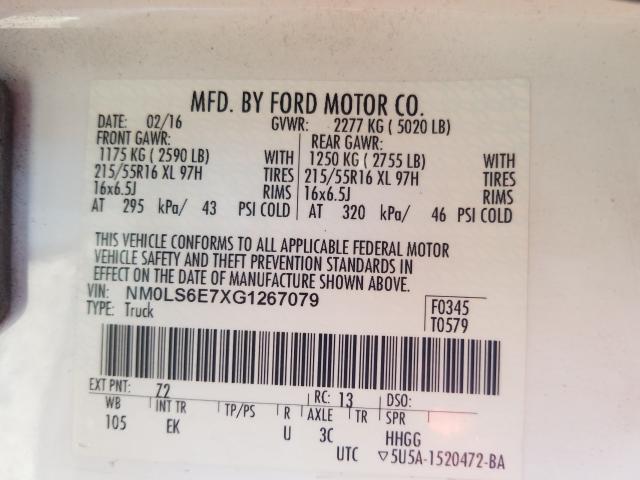 MFD. BY FORD MOTOR CO.
DATE: 02/16 GVWR: 2277 KG ( 5020 LB)
FRONT GAWR: REAR GAWR:
1175 KG ( 2590 LB) WITH 1250 KG ( 2755 LB) WITH
215/55R16 XL 97H TIRES 215/55R16 XL 97H TIRES
16x6.5J RIMS 16x6.5J RIMS
AT 295 kPa/ 43 PSI COLD AT 320 kPa/ 46 PSI COLD
THIS VEHICLE CONFORMS TO ALL APPLICABLE FEDERAL MOTOR
VEHICLE SAFETY AND THEFT PREVENTION STANDARDS IN
EFFECT ON THE DATE OF MANUFACTURE SHOWN ABOVE.
VIN: NM0LS6E7XG1267079 F0345
TYPE: Truck T0579
EXT PNT: Z2 RC: 13 DSO:
WB INT TR TP/PS R AXLE TR SPR
105 EK U 3C HHGG
UTC ▽5U5A-1520472-BA